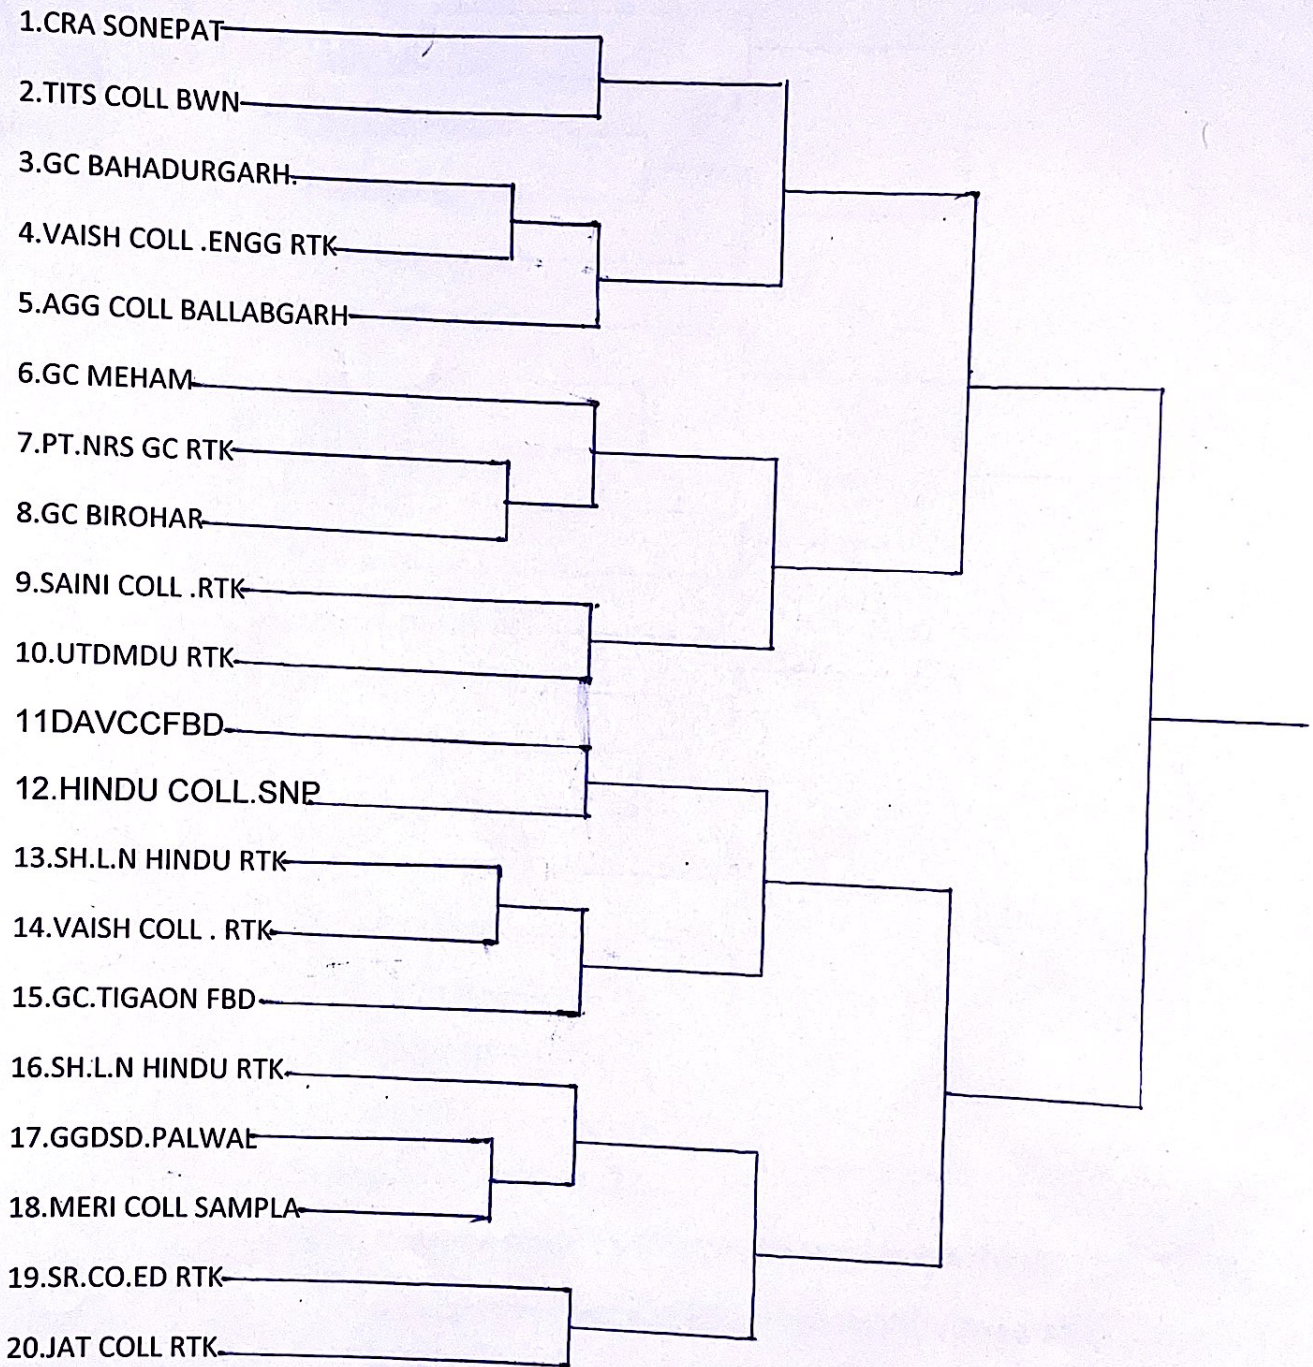 1.CRA SONEPAT
2.TITS COLL BWN
3.GC BAHADURGARH.
4.VAISH COLL .ENGG RTK
5.AGG COLL BALLABGARH
6.GC MEHAM
7.PT.NRS GC RTK
8.GC BIROHAR
9.SAINI COLL .RTK
10.UTDMDU RTK
11DAVCCFBD
12.HINDU COLL.SNP
13.SH.L.N HINDU RTK
14.VAISH COLL . RTK
15.GC.TIGAON FBD
16.SH.L.N HINDU RTK
17.GGDSD.PALWAL
18.MERI COLL SAMPLA
19.SR.CO.ED RTK
20.JAT COLL RTK